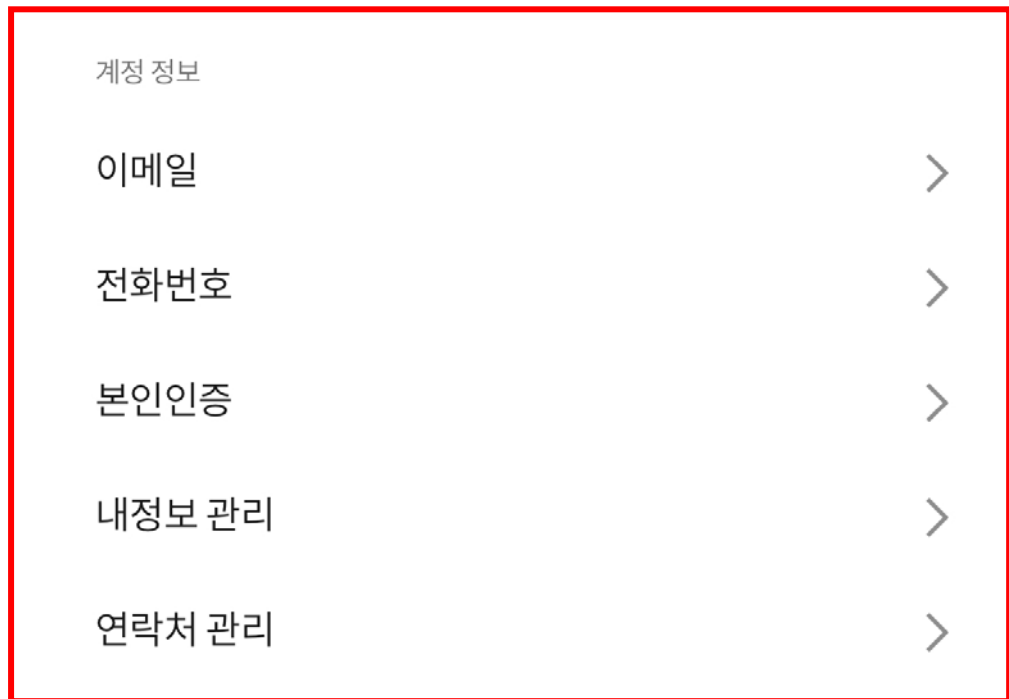 계정 정보
이메일
전화번호
본인인증
내정보 관리
연락처 관리